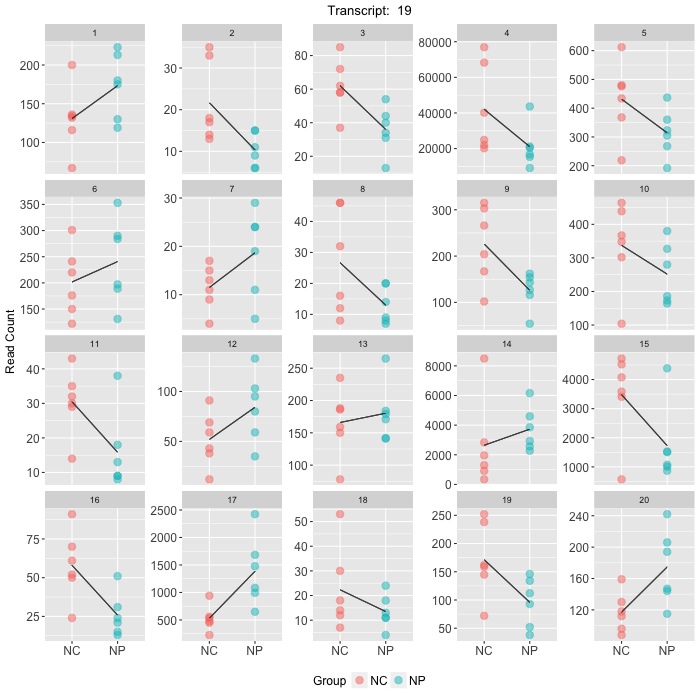 Transcript: 19
1 2 3 4 5
200 150 100
30 20 10
80 60 40 20
80000 60000 40000 20000
600 500 400 300 200
6 7 8 9 10
350 300 250 200 150
30 20 10
40 30 20 10
300 200 100
400 300 200 100
Read Count
11 12 13 14 15
40 30 20 10
100 50
250 200 150 100
8000 6000 4000 2000 0
4000 3000 2000 1000
16 17 18 19 20
75 50 25
2500 2000 1500 1000 500
50 40 30 20 10
250 200 150 100 50
240 200 160 120
NC NP NC NP NC NP NC NP NC NP
Group NC NP